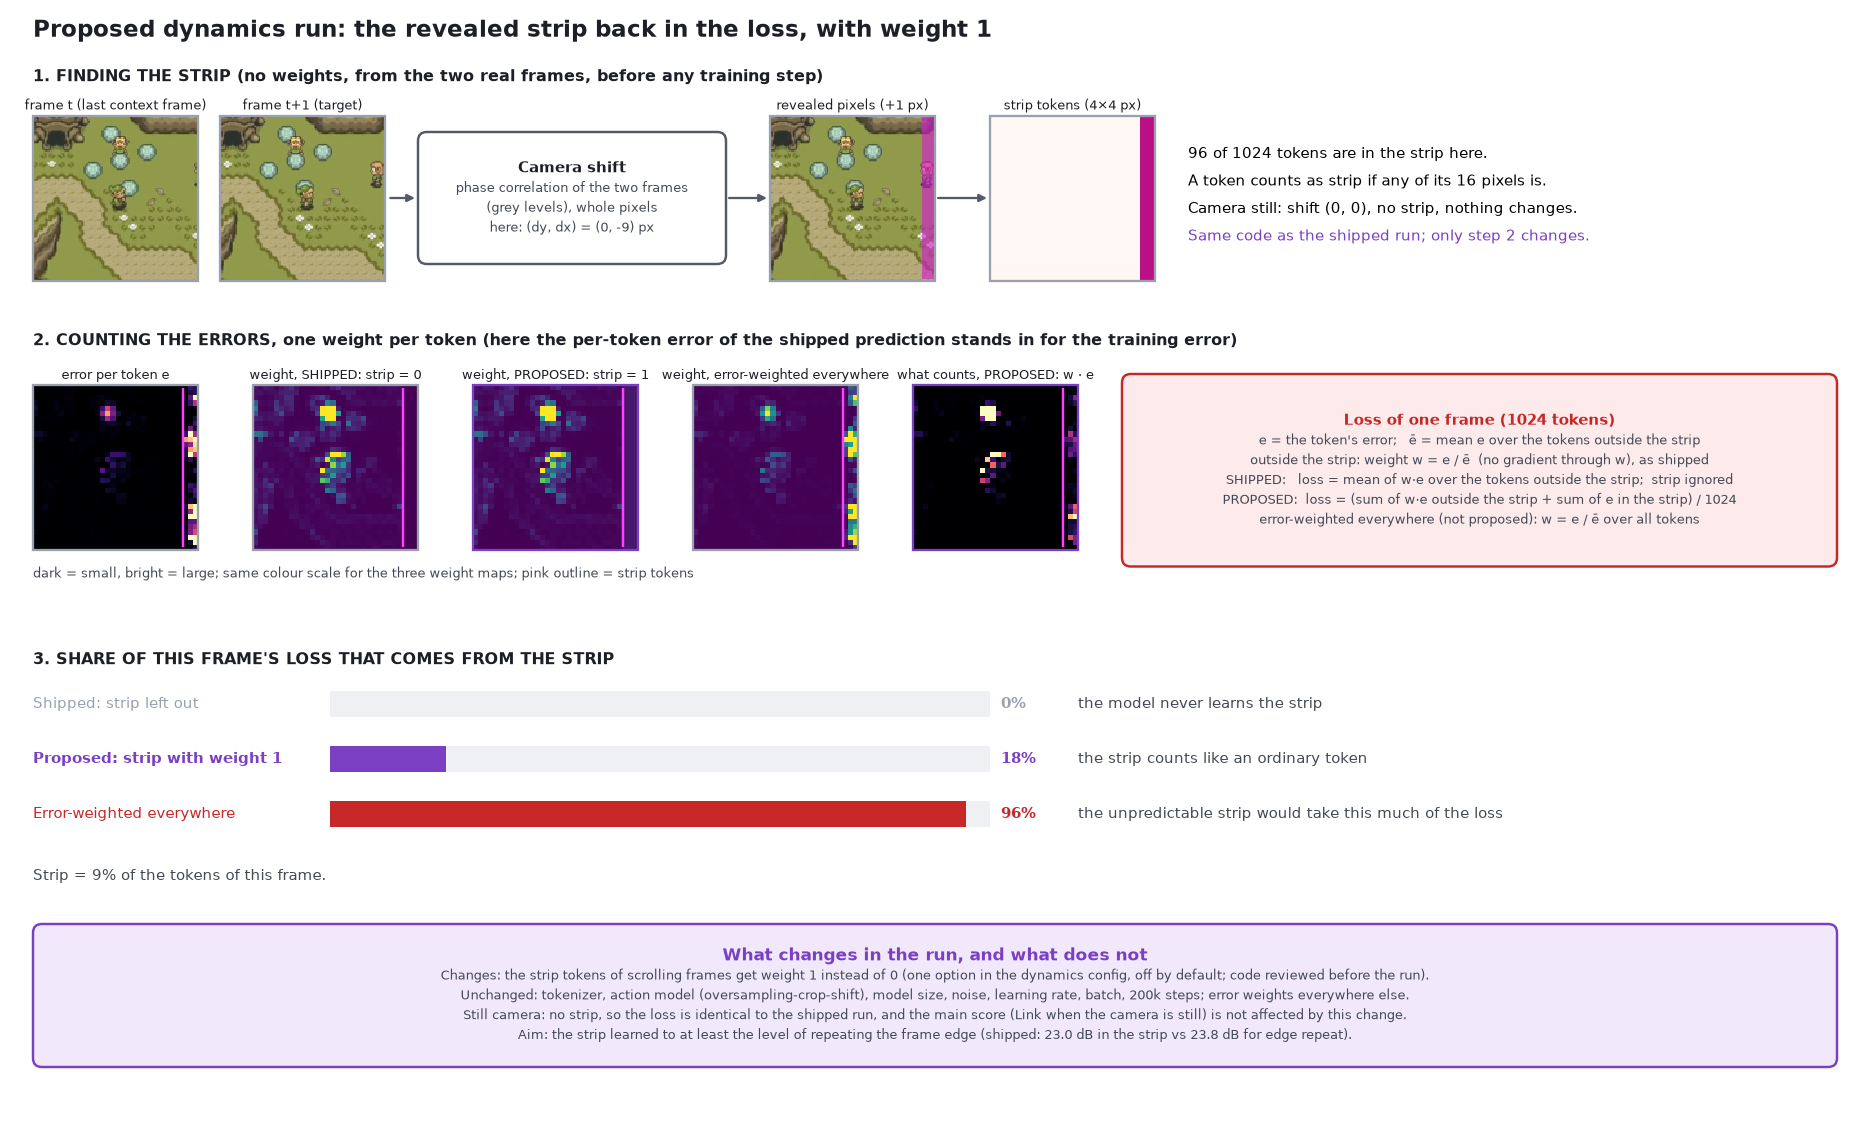 Proposed dynamics run: the revealed strip back in the loss, with weight 1
1. FINDING THE STRIP (no weights, from the two real frames, before any training step)
frame t (last context frame)
frame t+1 (target)
revealed pixels (+1 px)
strip tokens (4×4 px)
Camera shift
phase correlation of the two frames
(grey levels), whole pixels
here: (dy, dx) = (0, -9) px
96 of 1024 tokens are in the strip here.
A token counts as strip if any of its 16 pixels is.
Camera still: shift (0, 0), no strip, nothing changes.
Same code as the shipped run; only step 2 changes.
2. COUNTING THE ERRORS, one weight per token (here the per-token error of the shipped prediction stands in for the training error)
error per token e
weight, SHIPPED: strip = 0
weight, PROPOSED: strip = 1
weight, error-weighted everywhere
what counts, PROPOSED: w · e
Loss of one frame (1024 tokens)
e = the token's error;   ē = mean e over the tokens outside the strip
outside the strip: weight w = e / ē  (no gradient through w), as shipped
SHIPPED:   loss = mean of w·e over the tokens outside the strip;  strip ignored
PROPOSED:  loss = (sum of w·e outside the strip + sum of e in the strip) / 1024
error-weighted everywhere (not proposed): w = e / ē over all tokens
dark = small, bright = large; same colour scale for the three weight maps; pink outline = strip tokens
3. SHARE OF THIS FRAME'S LOSS THAT COMES FROM THE STRIP
Shipped: strip left out
0%
the model never learns the strip
Proposed: strip with weight 1
18%
the strip counts like an ordinary token
Error-weighted everywhere
96%
the unpredictable strip would take this much of the loss
Strip = 9% of the tokens of this frame.
What changes in the run, and what does not
Changes: the strip tokens of scrolling frames get weight 1 instead of 0 (one option in the dynamics config, off by default; code reviewed before the run).
Unchanged: tokenizer, action model (oversampling-crop-shift), model size, noise, learning rate, batch, 200k steps; error weights everywhere else.
Still camera: no strip, so the loss is identical to the shipped run, and the main score (Link when the camera is still) is not affected by this change.
Aim: the strip learned to at least the level of repeating the frame edge (shipped: 23.0 dB in the strip vs 23.8 dB for edge repeat).